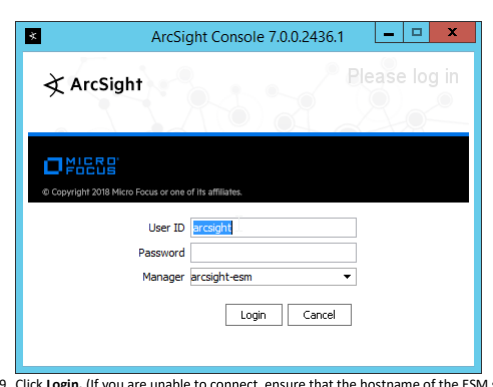 ArcSight Console 7.0.0.2436.1
ArcSight
Please log in
MICRO
FOCUS
© Copyright 2018 Micro Focus or one of its affiliates.
User ID arcsight
Password
Manager arcsight-esm
Login Cancel
9. Click Login. (If you are unable to connect, ensure that the hostname of the ESM